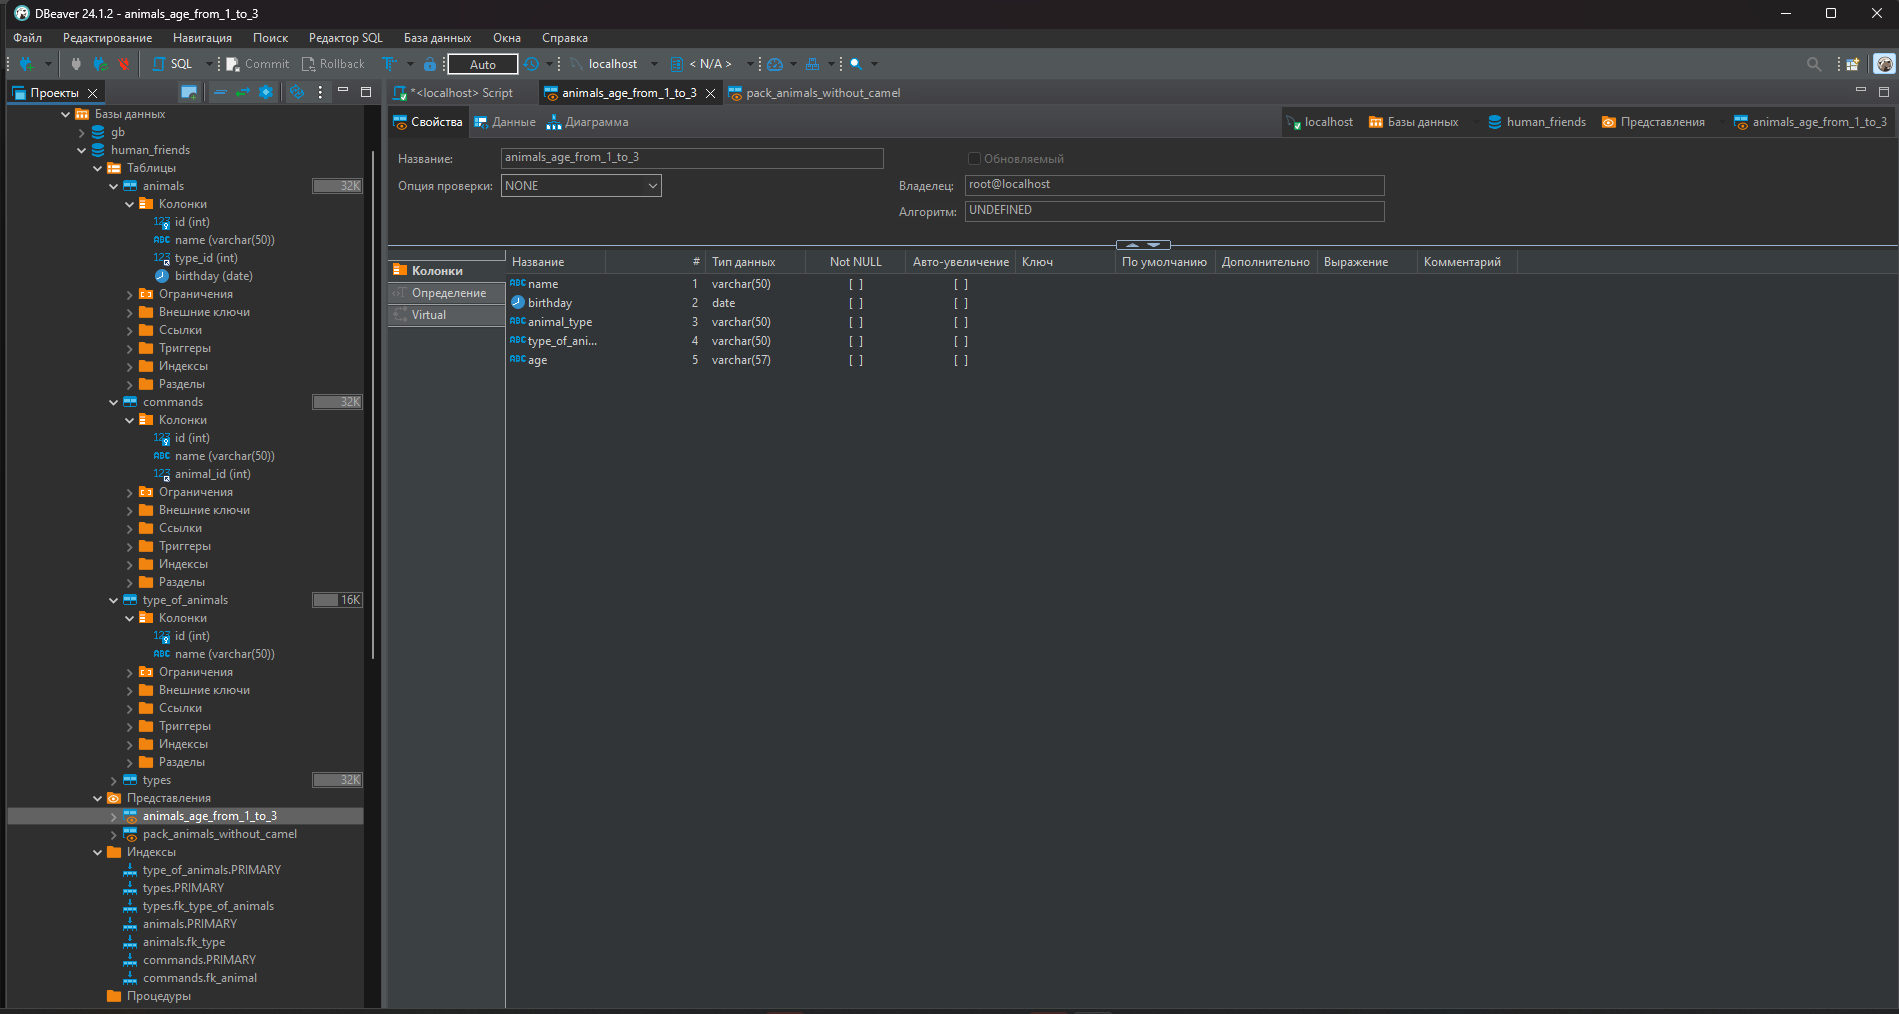 DBeaver 24.1.2 - animals_age_from_1_to_3
Файл Редактирование Навигация Поиск Редактор SQL База данных Окна Справка
SQL Commit Rollback Auto localhost < N/A >
Проекты
Базы данных
gb
human_friends
Таблицы
animals 32K
Колонки
id (int)
name (varchar(50))
type_id (int)
birthday (date)
Ограничения
Внешние ключи
Ссылки
Триггеры
Индексы
Разделы
commands 32K
Колонки
id (int)
name (varchar(50))
animal_id (int)
Ограничения
Внешние ключи
Ссылки
Триггеры
Индексы
Разделы
type_of_animals 16K
Колонки
id (int)
name (varchar(50))
Ограничения
Внешние ключи
Ссылки
Триггеры
Индексы
Разделы
types 32K
Представления
animals_age_from_1_to_3
pack_animals_without_camel
Индексы
type_of_animals.PRIMARY
types.PRIMARY
types.fk_type_of_animals
animals.PRIMARY
animals.fk_type
commands.PRIMARY
commands.fk_animal
Процедуры
*<localhost> Script animals_age_from_1_to_3 pack_animals_without_camel
Свойства Данные Диаграмма localhost Базы данных human_friends Представления animals_age_from_1_to_3
Название: animals_age_from_1_to_3 Обновляемый
Опция проверки: NONE Владелец: root@localhost
Алгоритм: UNDEFINED
Колонки
Определение
Virtual
Название # Тип данных Not NULL Авто-увеличение Ключ По умолчанию Дополнительно Выражение Комментарий
ABC name 1 varchar(50) [ ] [ ]
birthday 2 date [ ] [ ]
ABC animal_type 3 varchar(50) [ ] [ ]
ABC type_of_ani... 4 varchar(50) [ ] [ ]
ABC age 5 varchar(57) [ ] [ ]